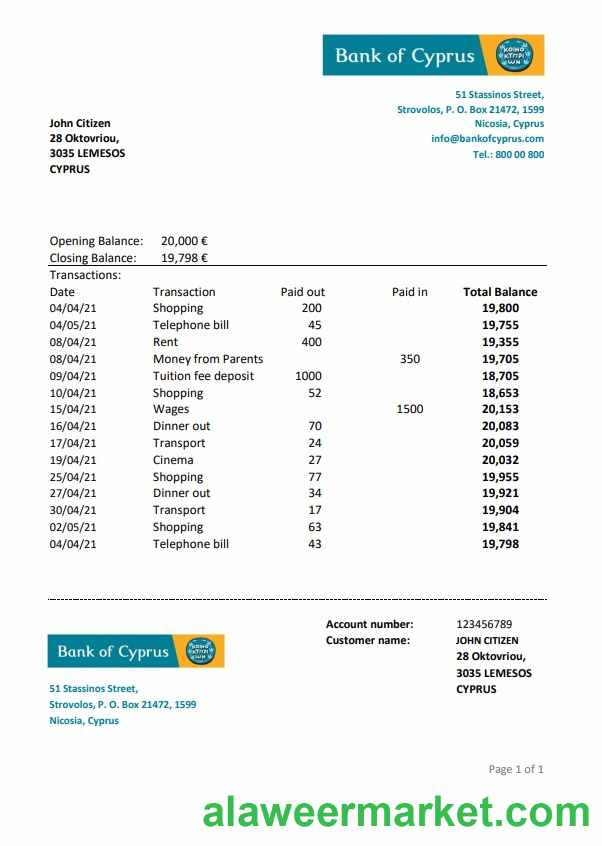 Bank of Cyprus
ΚΟΙΝΟ
ΚΥΠΡΙ
ΩΝ
51 Stassinos Street,
Strovolos, P. O. Box 21472, 1599
Nicosia, Cyprus
info@bankofcyprus.com
Tel.: 800 00 800
John Citizen
28 Oktovriou,
3035 LEMESOS
CYPRUS
Opening Balance: 20,000 €
Closing Balance: 19,798 €
Transactions:
Date Transaction Paid out Paid in Total Balance
04/04/21 Shopping 200 19,800
04/05/21 Telephone bill 45 19,755
08/04/21 Rent 400 19,355
08/04/21 Money from Parents 350 19,705
09/04/21 Tuition fee deposit 1000 18,705
10/04/21 Shopping 52 18,653
15/04/21 Wages 1500 20,153
16/04/21 Dinner out 70 20,083
17/04/21 Transport 24 20,059
19/04/21 Cinema 27 20,032
25/04/21 Shopping 77 19,955
27/04/21 Dinner out 34 19,921
30/04/21 Transport 17 19,904
02/05/21 Shopping 63 19,841
04/04/21 Telephone bill 43 19,798
Account number: 123456789
Customer name: JOHN CITIZEN
28 Oktovriou,
3035 LEMESOS
CYPRUS
Bank of Cyprus
ΚΟΙΝΟ
ΚΥΠΡΙ
ΩΝ
51 Stassinos Street,
Strovolos, P. O. Box 21472, 1599
Nicosia, Cyprus
Page 1 of 1
alaweermarket.com